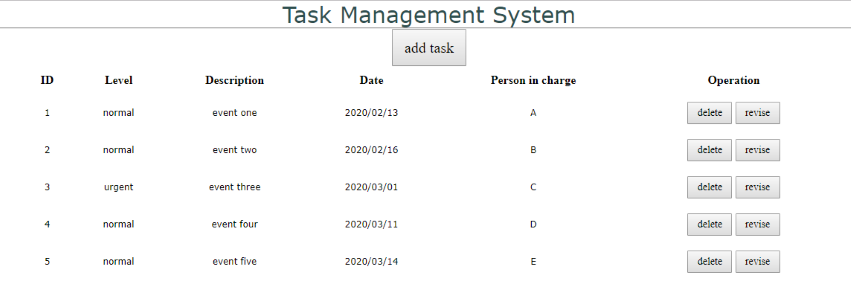 Task Management System
add task
ID Level Description Date Person in charge Operation
1 normal event one 2020/02/13 A delete revise
2 normal event two 2020/02/16 B delete revise
3 urgent event three 2020/03/01 C delete revise
4 normal event four 2020/03/11 D delete revise
5 normal event five 2020/03/14 E delete revise